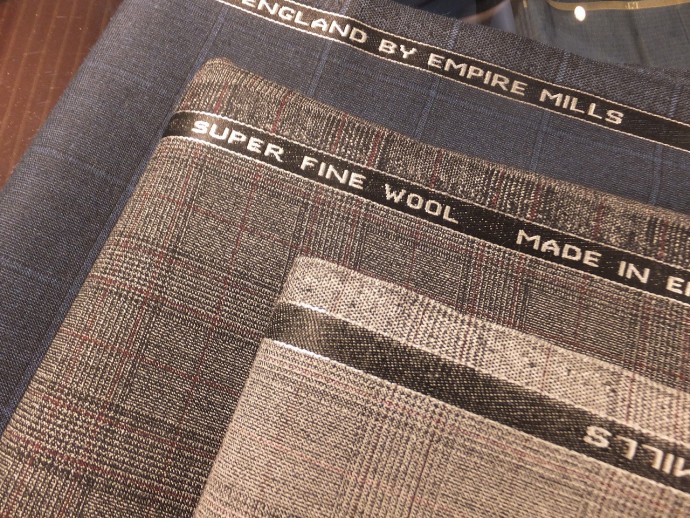 ENGLAND BY EMPIRE MILLS
SUPER FINE WOOL MADE IN
MILLS